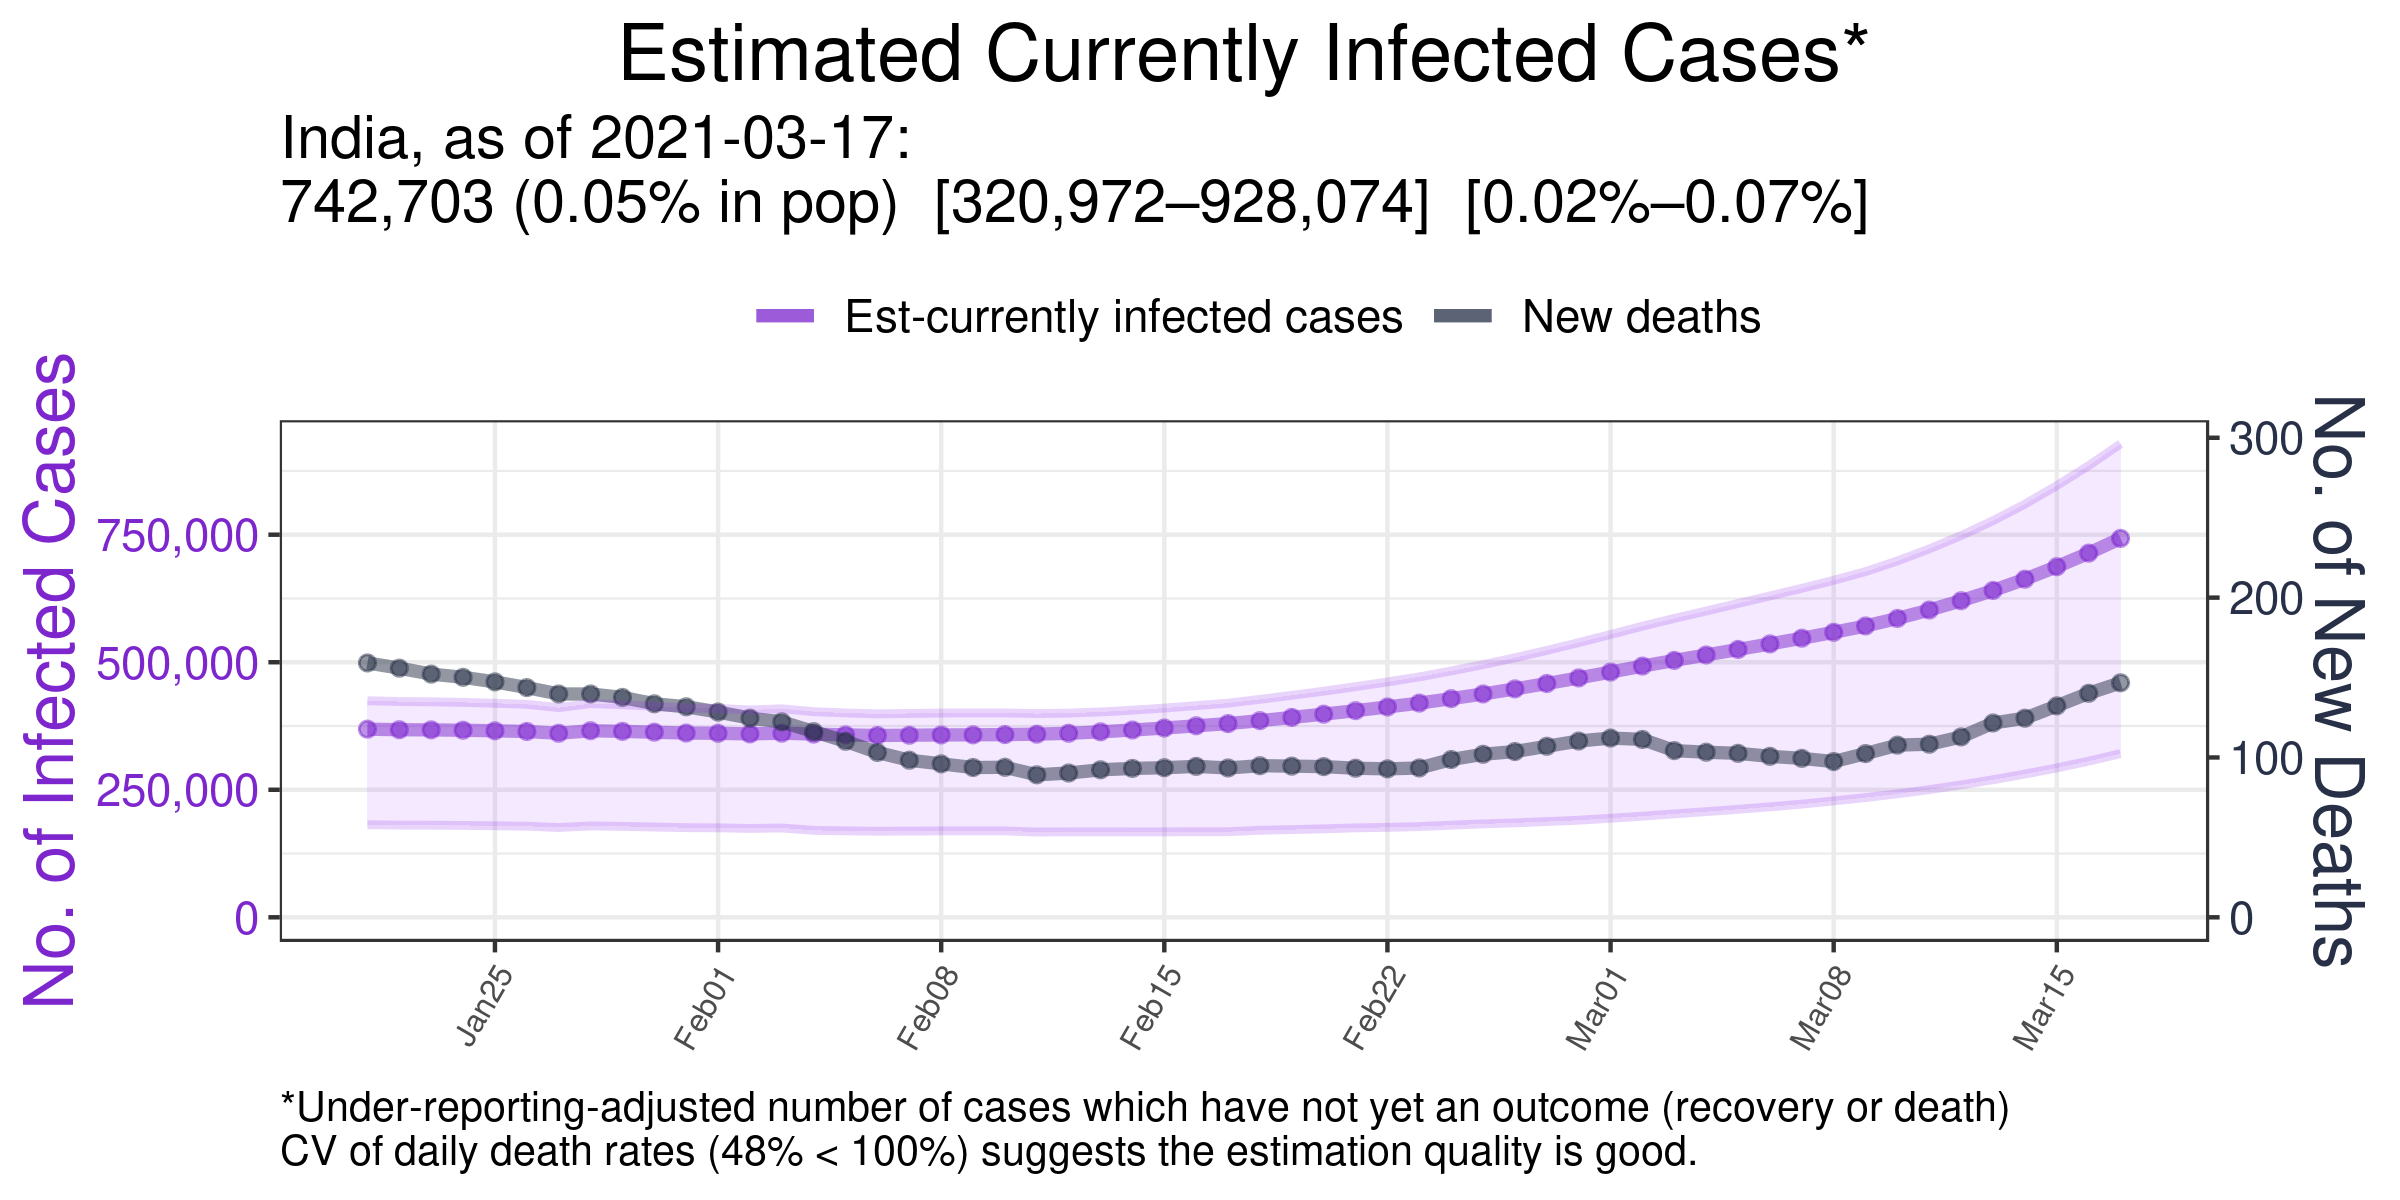 Estimated Currently Infected Cases*
India, as of 2021-03-17:
742,703 (0.05% in pop)  [320,972–928,074]  [0.02%–0.07%]
Est-currently infected cases
New deaths
No. of Infected Cases
750,000
500,000
250,000
0
300
200
100
0
No. of New Deaths
Jan25
Feb01
Feb08
Feb15
Feb22
Mar01
Mar08
Mar15
*Under-reporting-adjusted number of cases which have not yet an outcome (recovery or death)
CV of daily death rates (48% < 100%) suggests the estimation quality is good.